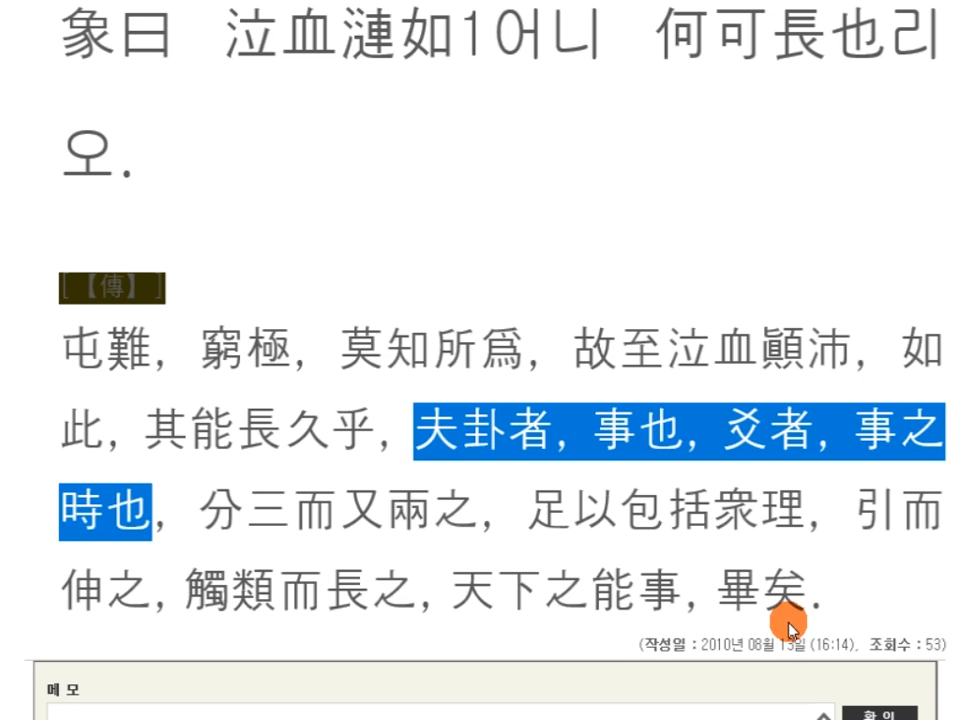 象曰 泣血漣如1어니 何可長也리
오.
[【傳】]
屯難, 窮極, 莫知所爲, 故至泣血顚沛, 如
此, 其能長久乎, 夫卦者, 事也, 爻者, 事之
時也, 分三而又兩之, 足以包括衆理, 引而
伸之, 觸類而長之, 天下之能事, 畢矣.
(작성일 : 2010년 08월 13일 (16:14), 조회수 : 53)
메 모
확 인